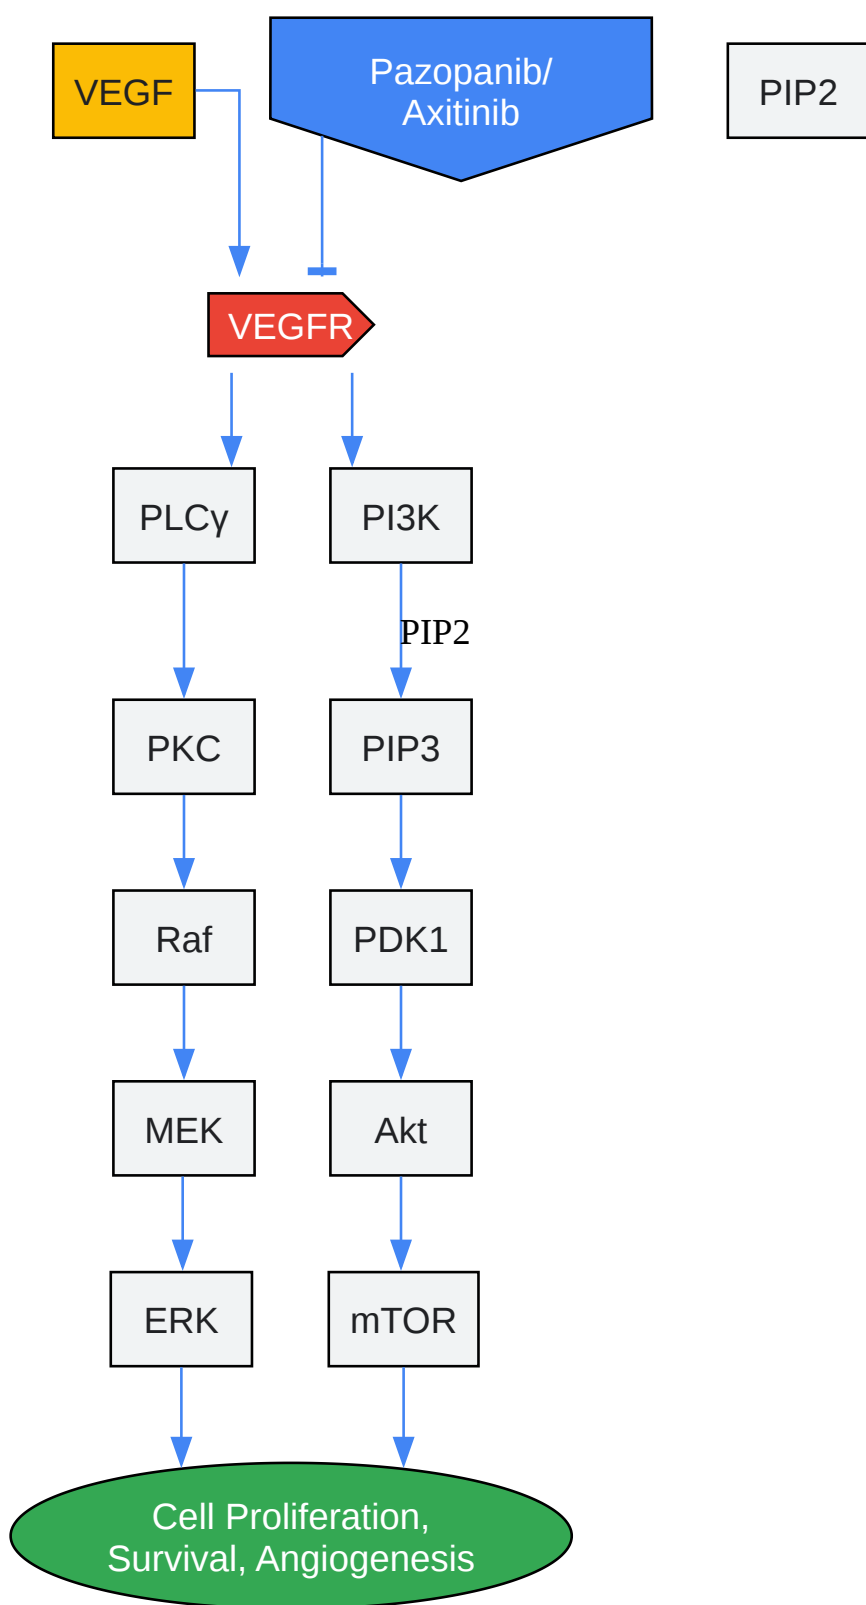 VEGF
Pazopanib/
Axitinib
PIP2
VEGFR
PLCγ
PI3K
PIP2
PKC
PIP3
Raf
PDK1
MEK
Akt
ERK
mTOR
Cell Proliferation,
Survival, Angiogenesis